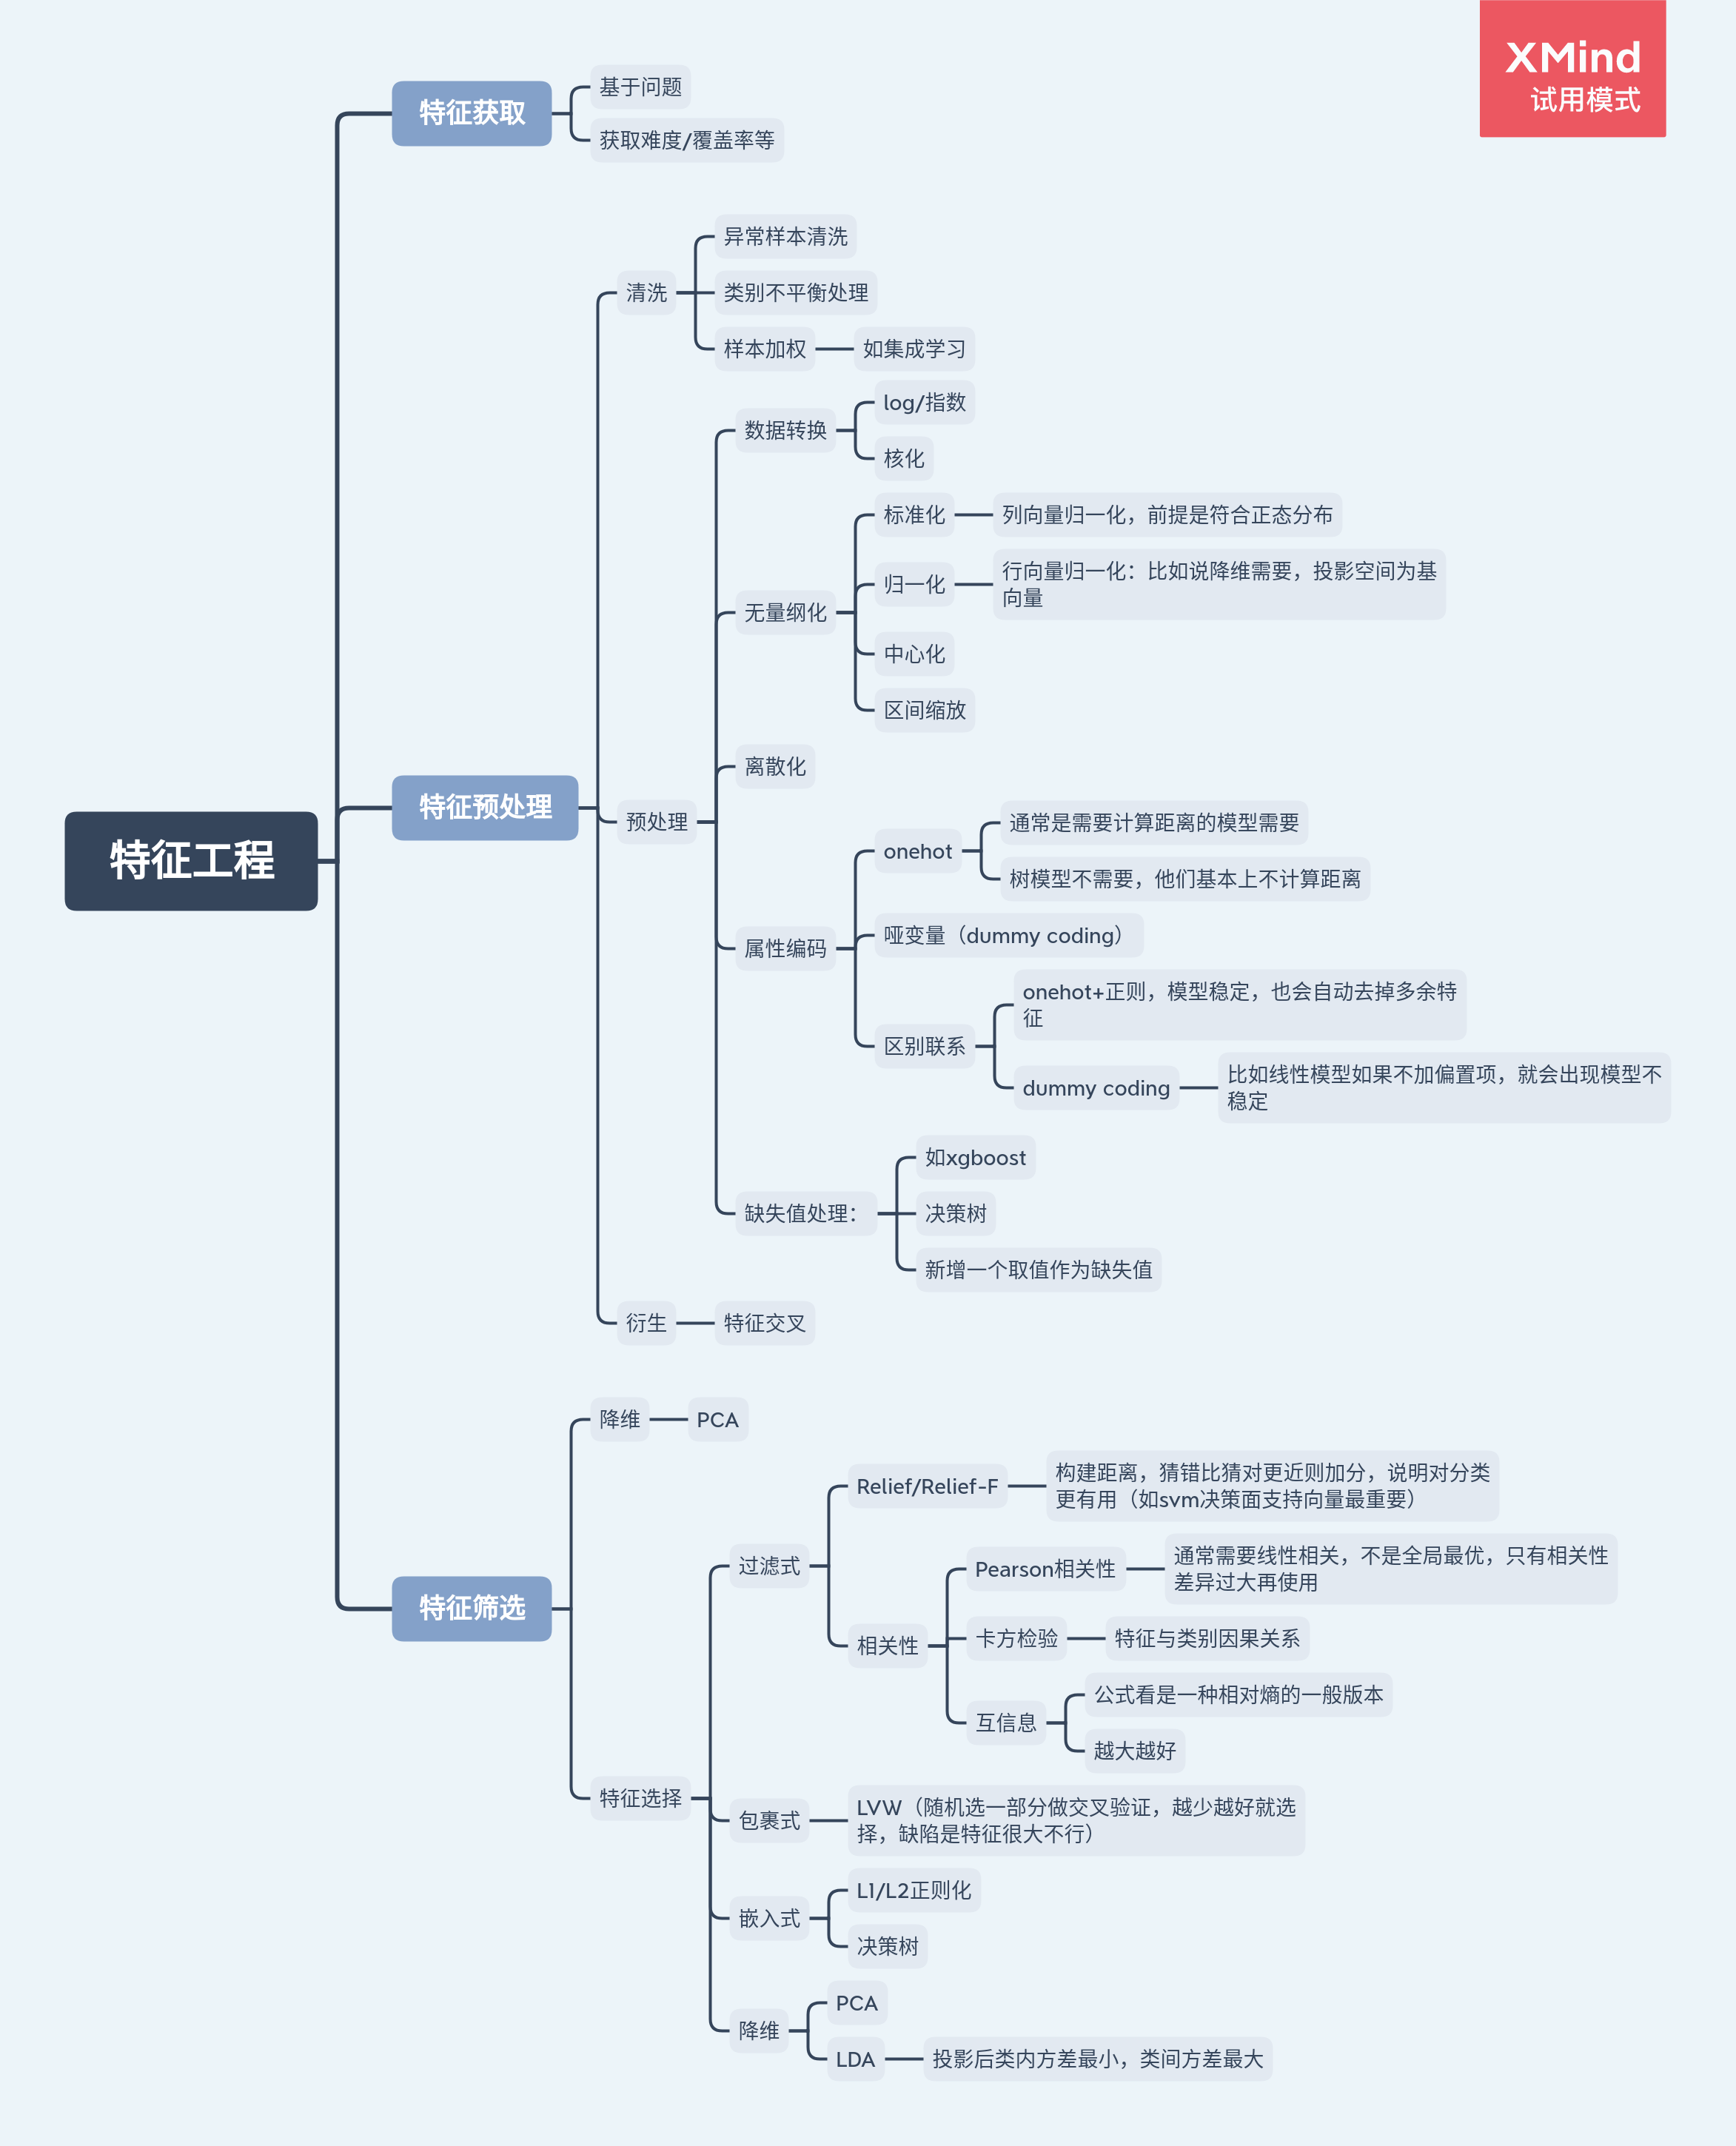 XMind
试用模式
特征工程
特征获取
基于问题
获取难度/覆盖率等
特征预处理
清洗
异常样本清洗
类别不平衡处理
样本加权
如集成学习
预处理
数据转换
log/指数
核化
无量纲化
标准化
列向量归一化，前提是符合正态分布
归一化
行向量归一化：比如说降维需要，投影空间为基
向量
中心化
区间缩放
离散化
属性编码
onehot
通常是需要计算距离的模型需要
树模型不需要，他们基本上不计算距离
哑变量（dummy coding）
区别联系
onehot+正则，模型稳定，也会自动去掉多余特
征
dummy coding
比如线性模型如果不加偏置项，就会出现模型不
稳定
缺失值处理：
如xgboost
决策树
新增一个取值作为缺失值
衍生
特征交叉
特征筛选
降维
PCA
特征选择
过滤式
Relief/Relief-F
构建距离，猜错比猜对更近则加分，说明对分类
更有用（如svm决策面支持向量最重要）
相关性
Pearson相关性
通常需要线性相关，不是全局最优，只有相关性
差异过大再使用
卡方检验
特征与类别因果关系
互信息
公式看是一种相对熵的一般版本
越大越好
包裹式
LVW（随机选一部分做交叉验证，越少越好就选
择，缺陷是特征很大不行）
嵌入式
L1/L2正则化
决策树
降维
PCA
LDA
投影后类内方差最小，类间方差最大